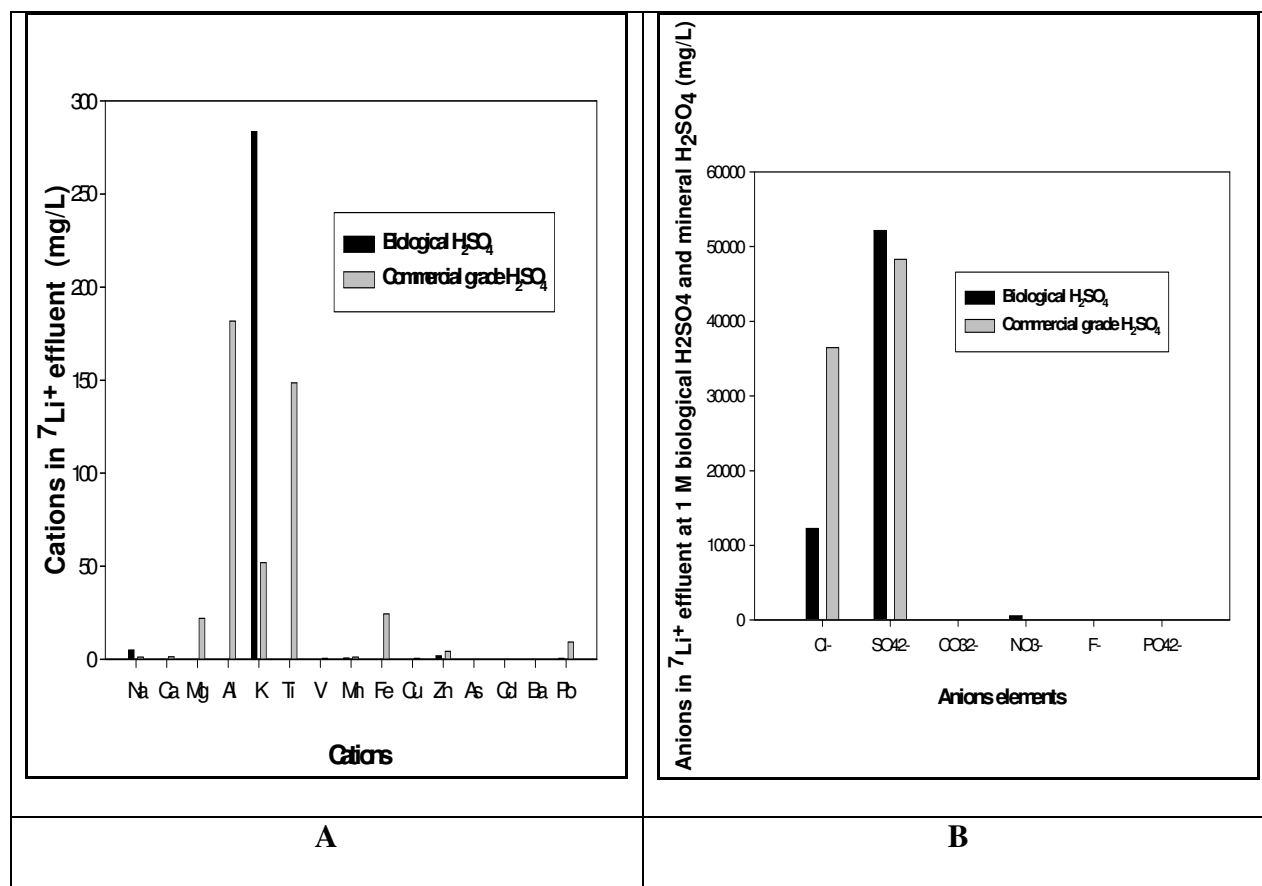 Cations in ⁷Li⁺ effluent (mg/L)
300
250
200
150
100
50
0
Biological H₂SO₄
Commercial grade H₂SO₄
Na Ca Mg Al K Ti V Mn Fe Cu Zn As Cd Ba Pb
Cations
A
Anions in ⁷Li⁺ effluent at 1 M biological H2SO4 and mineral H₂SO₄ (mg/L)
60000
50000
40000
30000
20000
10000
0
Biological H₂SO₄
Commercial grade H₂SO₄
Cl- SO42- CO32- NO3- F- PO42-
Anions elements
B